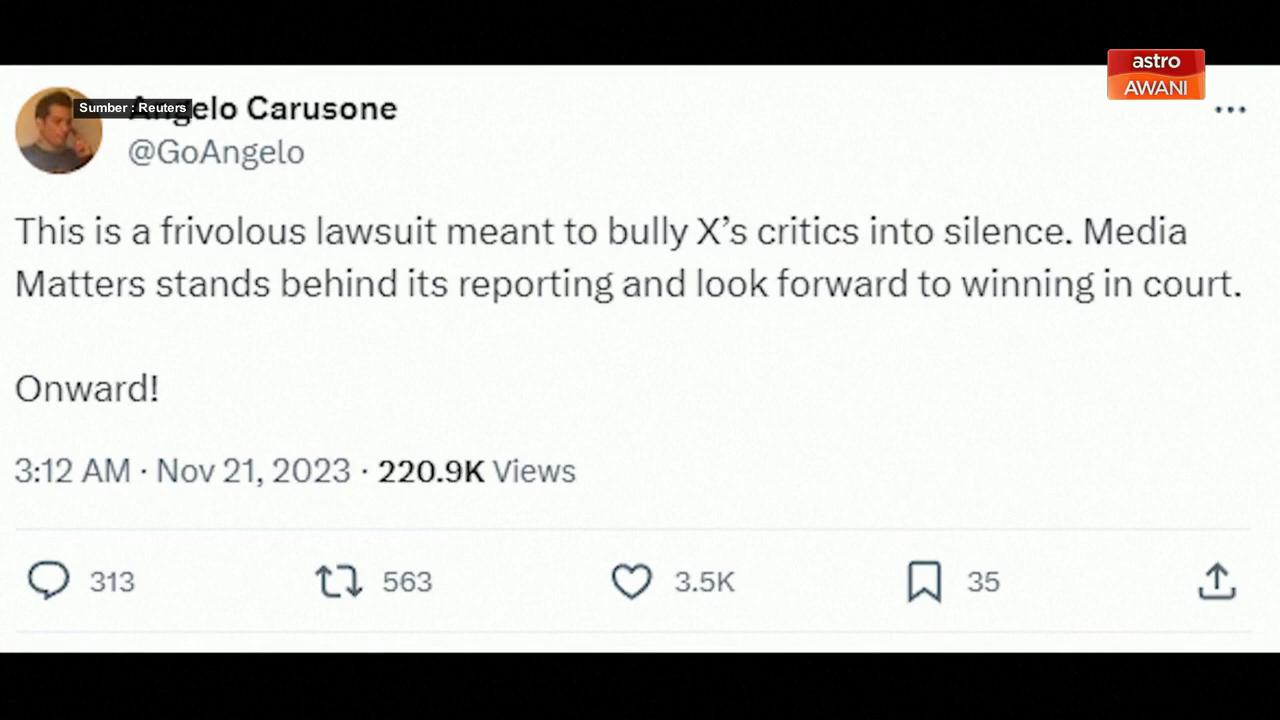 astro
AWANI
Sumber : Reuters
Angelo Carusone
@GoAngelo
This is a frivolous lawsuit meant to bully X’s critics into silence. Media
Matters stands behind its reporting and look forward to winning in court.
Onward!
3:12 AM · Nov 21, 2023 · 220.9K Views
313 563 3.5K 35